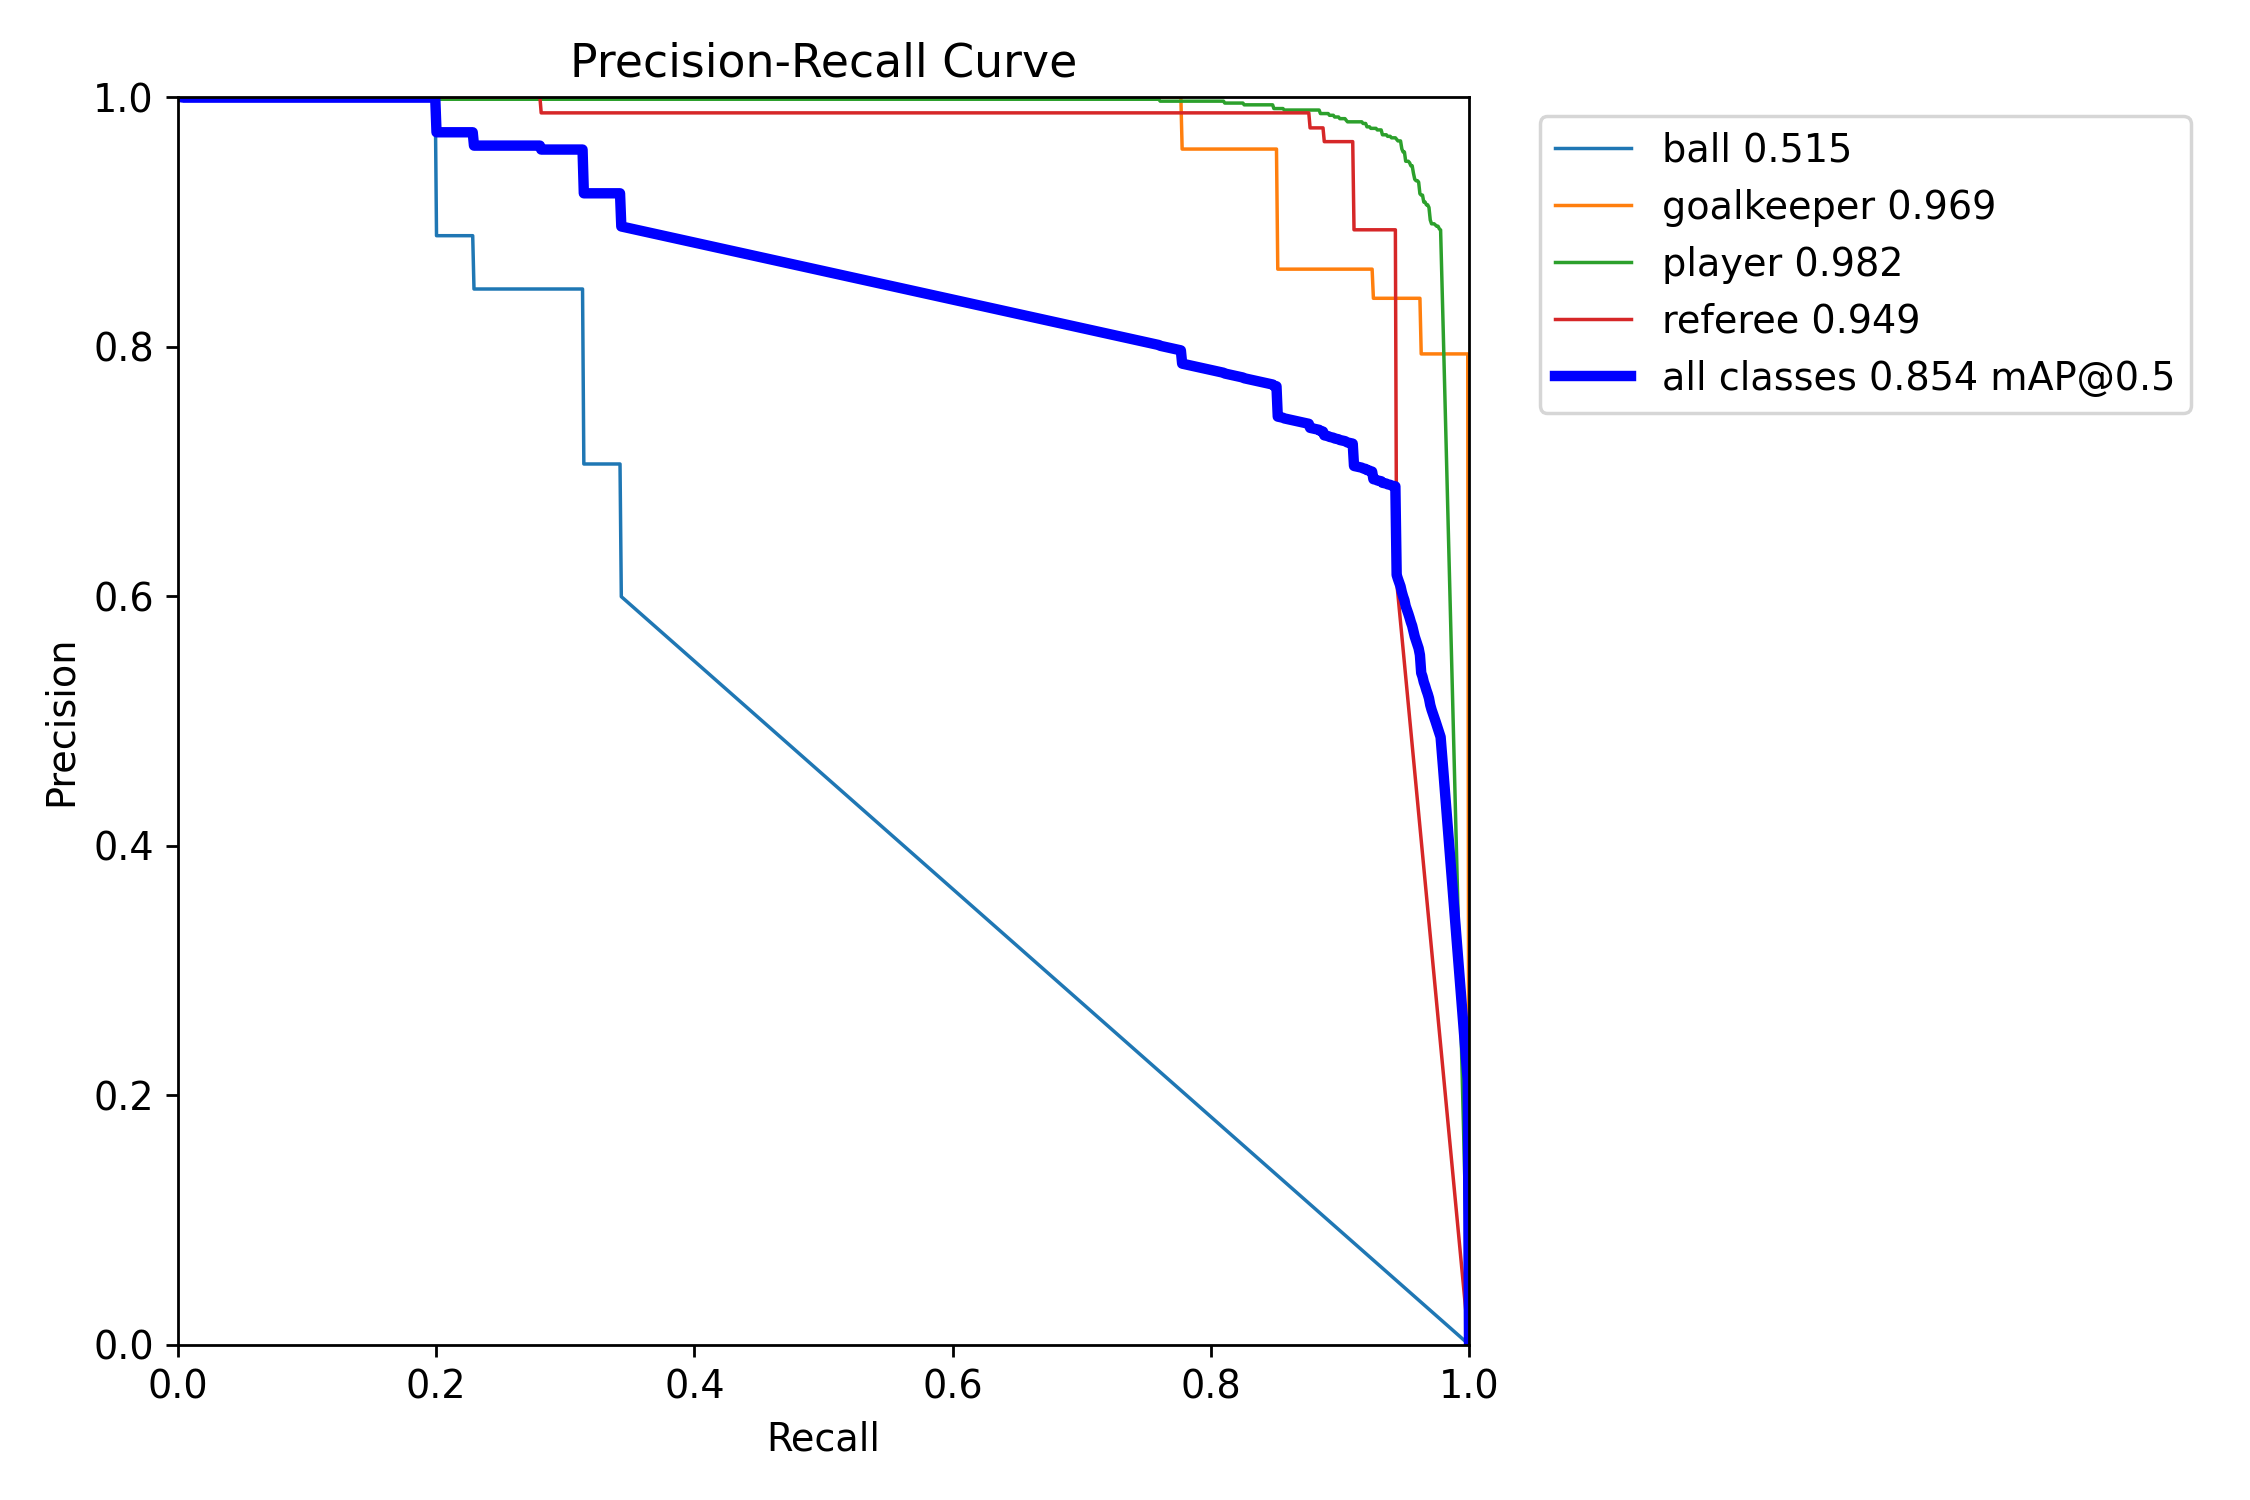 Precision-Recall Curve
1.0
0.8
0.6
0.4
0.2
0.0
Precision
0.0 0.2 0.4 0.6 0.8 1.0
Recall
ball 0.515
goalkeeper 0.969
player 0.982
referee 0.949
all classes 0.854 mAP@0.5